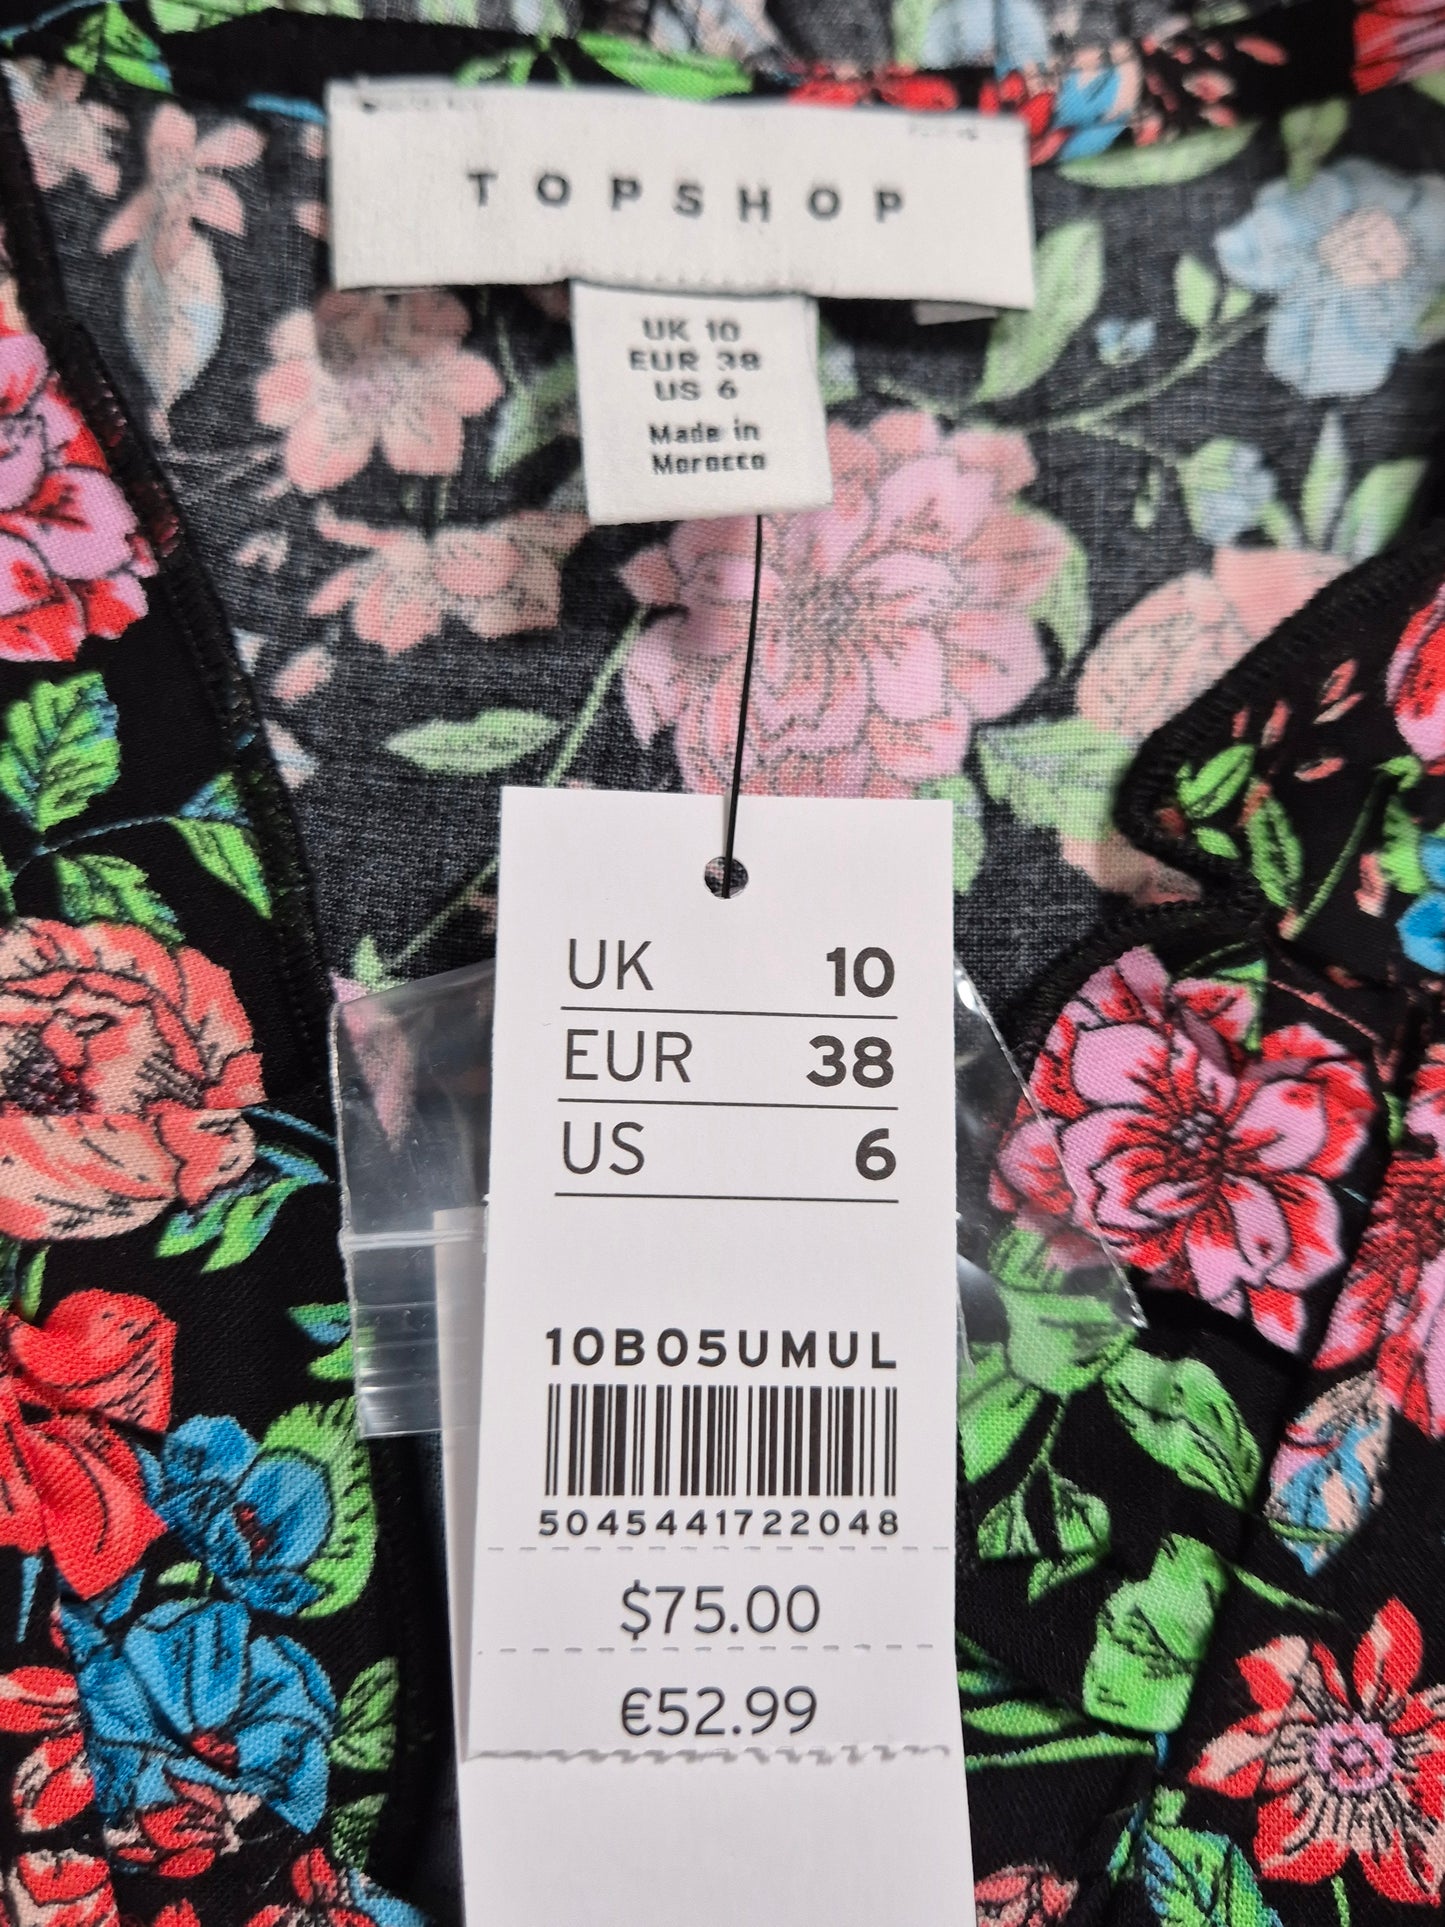 TOPSHOP
UK 10
EUR 38
US 6
Made in
Morocco
UK 10
EUR 38
US 6
10B05UMUL
5045441722048
$75.00
€52.99